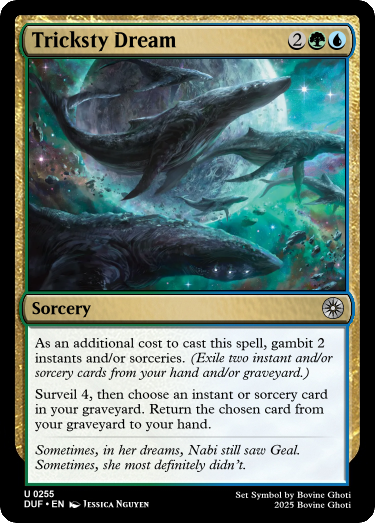 Tricksty Dream 2
Sorcery
As an additional cost to cast this spell, gambit 2
instants and/or sorceries. (Exile two instant and/or
sorcery cards from your hand and/or graveyard.)
Surveil 4, then choose an instant or sorcery card
in your graveyard. Return the chosen card from
your graveyard to your hand.
Sometimes, in her dreams, Nabi still saw Geal.
Sometimes, she most definitely didn't.
U 0255
DUF • EN Jessica Nguyen
Set Symbol by Bovine Ghoti
2025 Bovine Ghoti